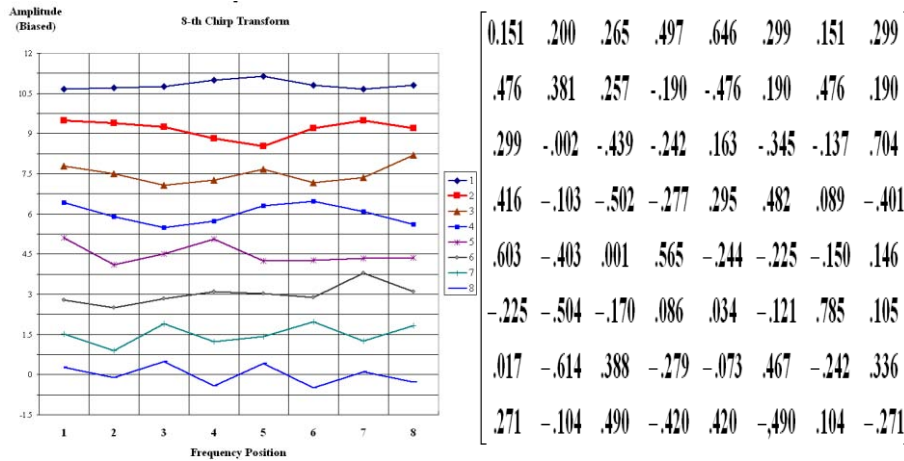 Amplitude
(Biased)
8-th Chirp Transform
12
10.5
9
7.5
6
4.5
3
1.5
0
-1.5
1 2 3 4 5 6 7 8
Frequency Position
1
2
3
4
5
6
7
8
0.151 .200 .265 .497 .646 .299 .151 .299
.476 .381 .257 -.190 -.476 .190 .476 .190
.299 -.002 -.439 -.242 .163 -.345 -.137 .704
.416 -.103 -.502 -.277 .295 .482 .089 -.401
.603 -.403 .001 .565 -.244 -.225 -.150 .146
-.225 -.504 -.170 .086 .034 -.121 .785 .105
.017 -.614 .388 -.279 -.073 .467 -.242 .336
.271 -.104 .490 -.420 .420 -,490 .104 -.271